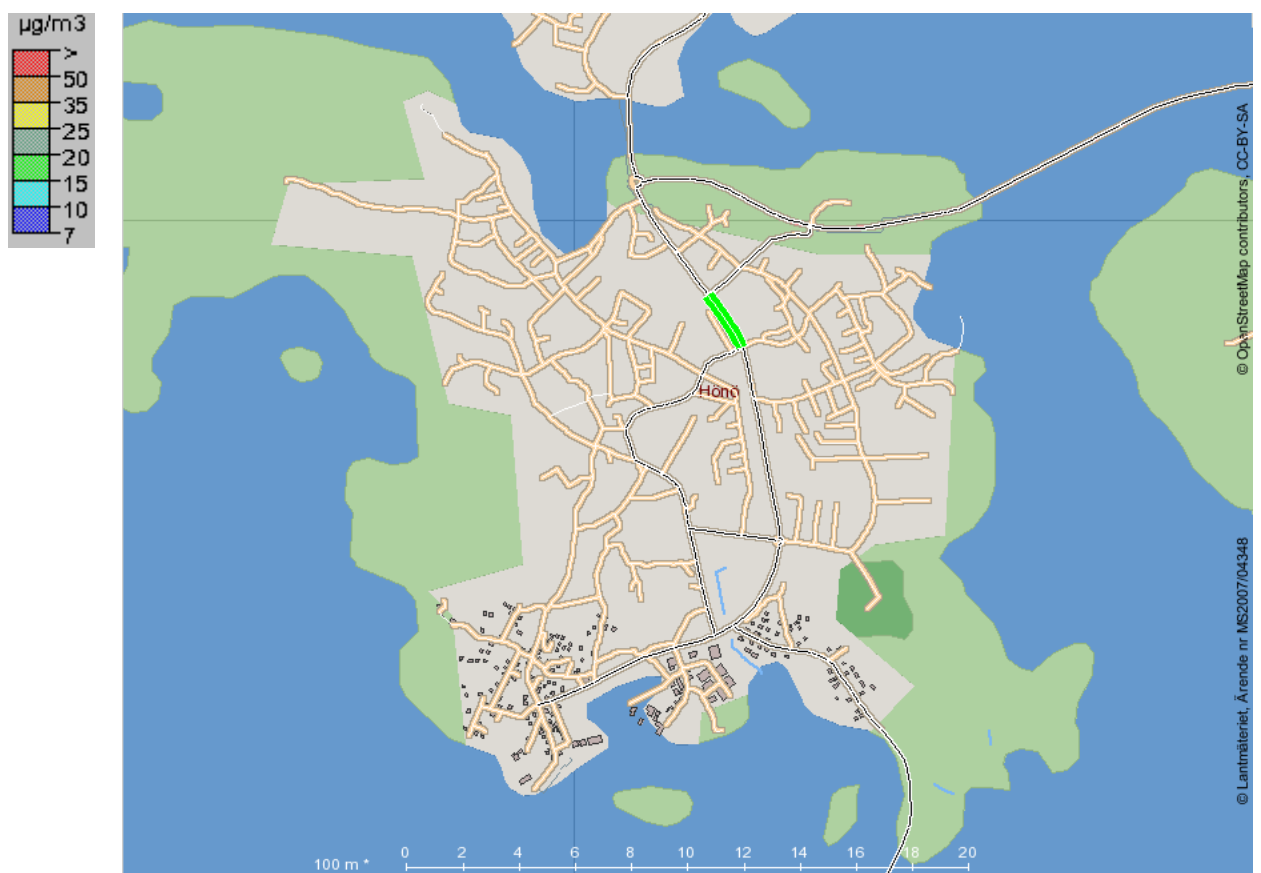 µg/m3
>
50
35
25
20
15
10
7
Hönö
© OpenStreetMap contributors, CC-BY-SA
© Lantmäteriet, Ärende nr MS2007/04348
100 m * 0 2 4 6 8 10 12 14 16 18 20